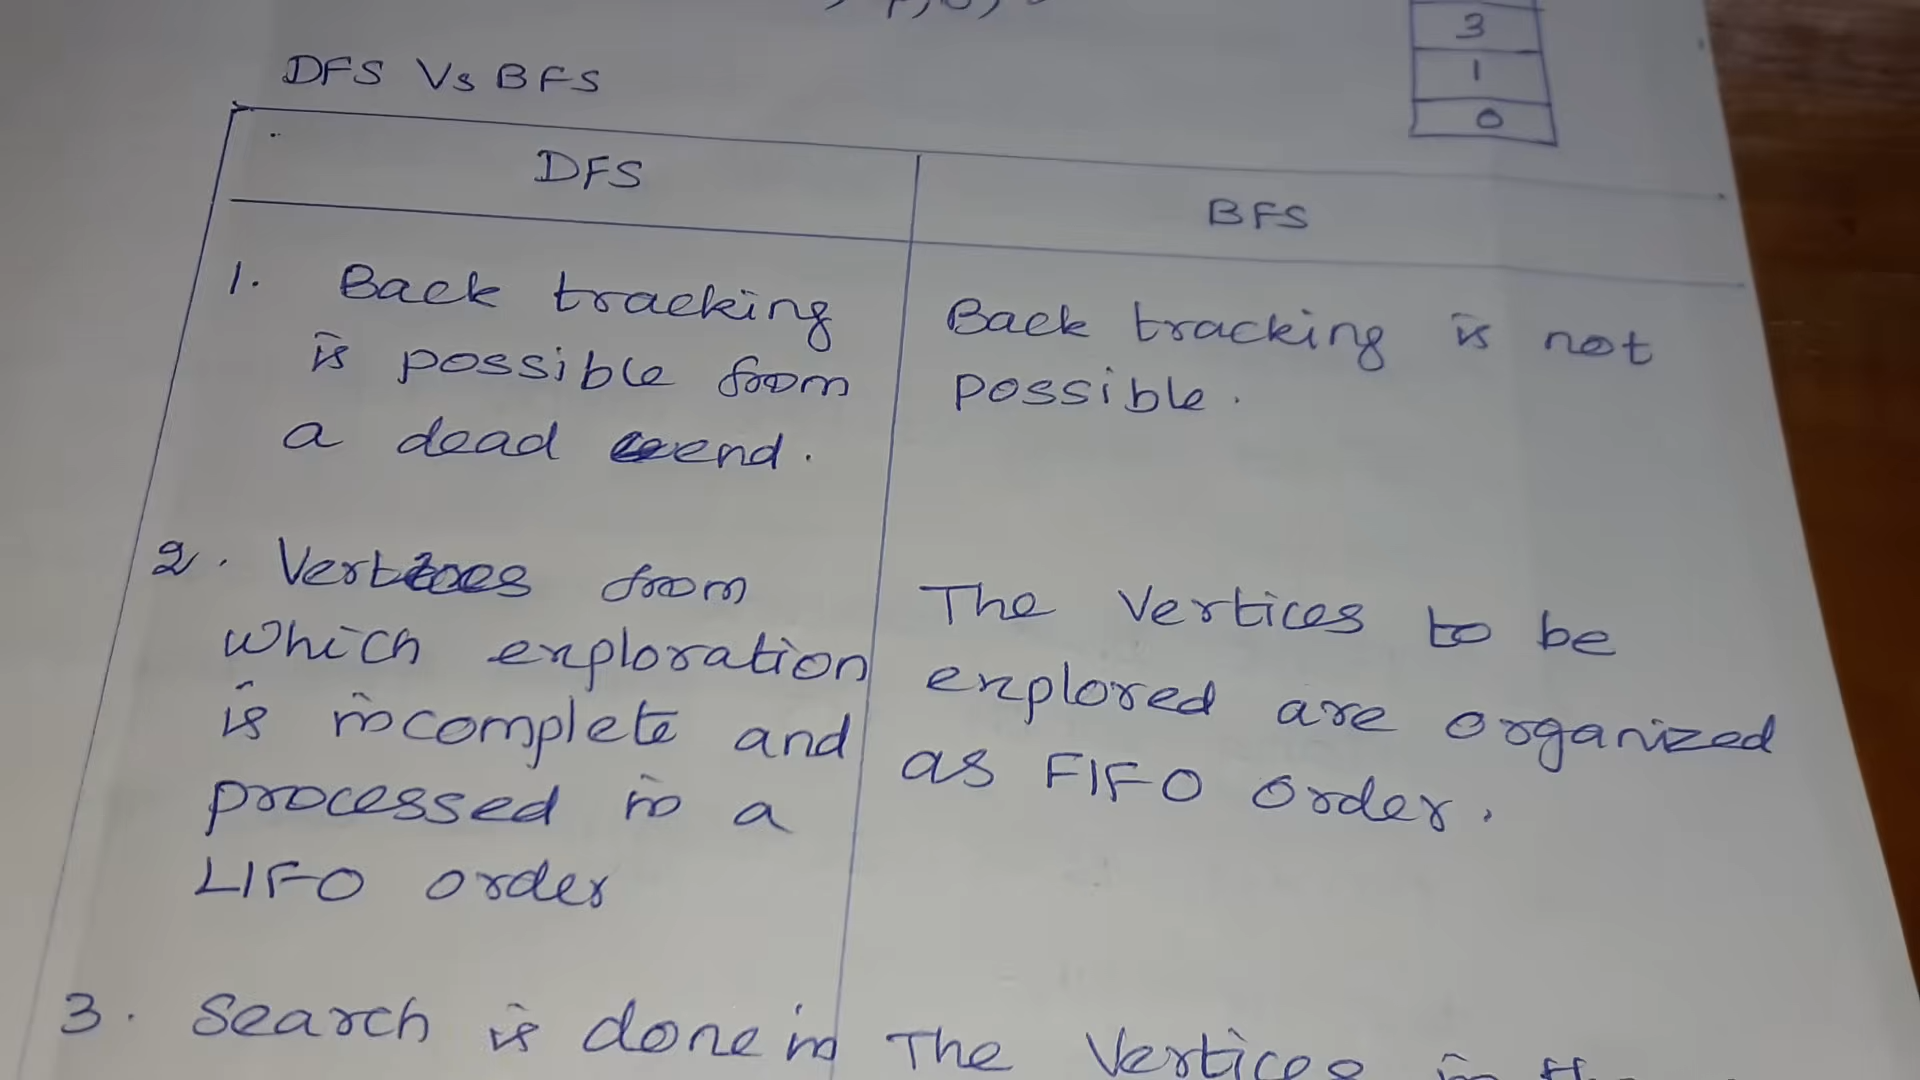 3
1
0
DFS Vs BFS
DFS
BFS
1. Back tracking
is possible from
a dead end.
Back tracking is not
possible.
2. Vertices from
which exploration
is incomplete and
processed in a
LIFO order
The vertices to be
explored are organized
as FIFO order.
3. Search is done in
The Vertices in the